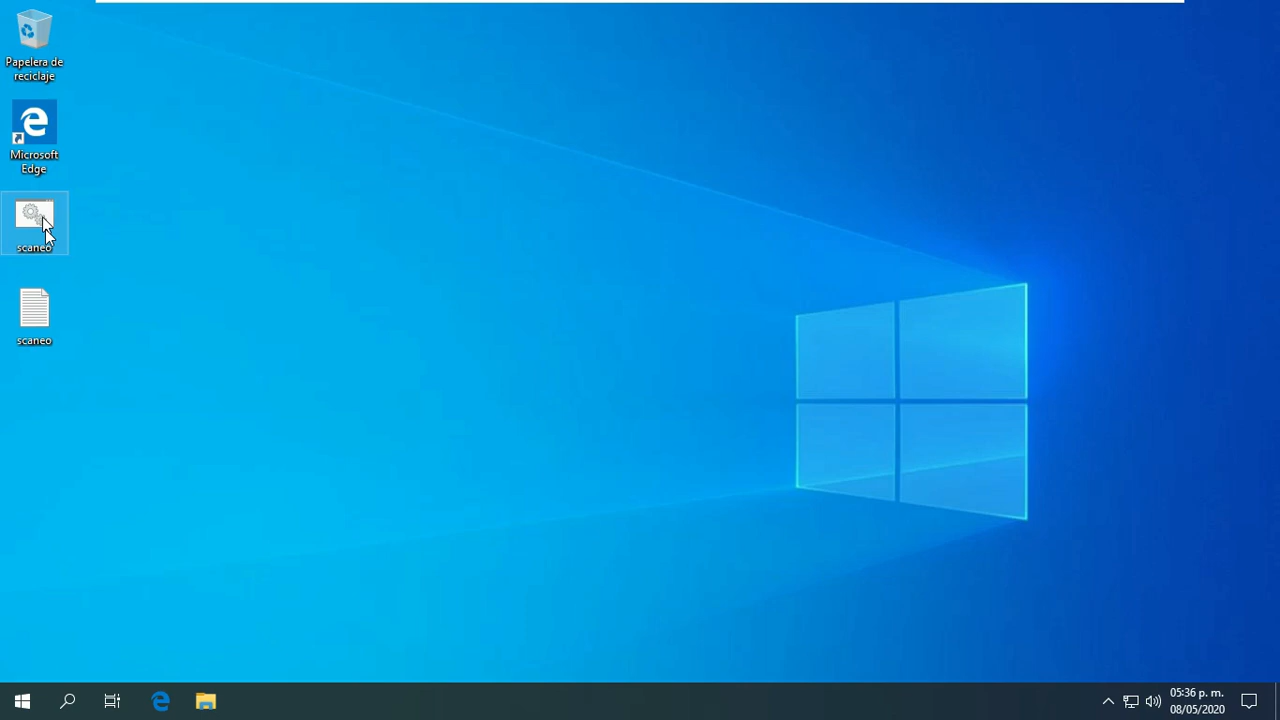 Papelera de
reciclaje
Microsoft
Edge
scaneo
scaneo
05:36 p. m.
08/05/2020